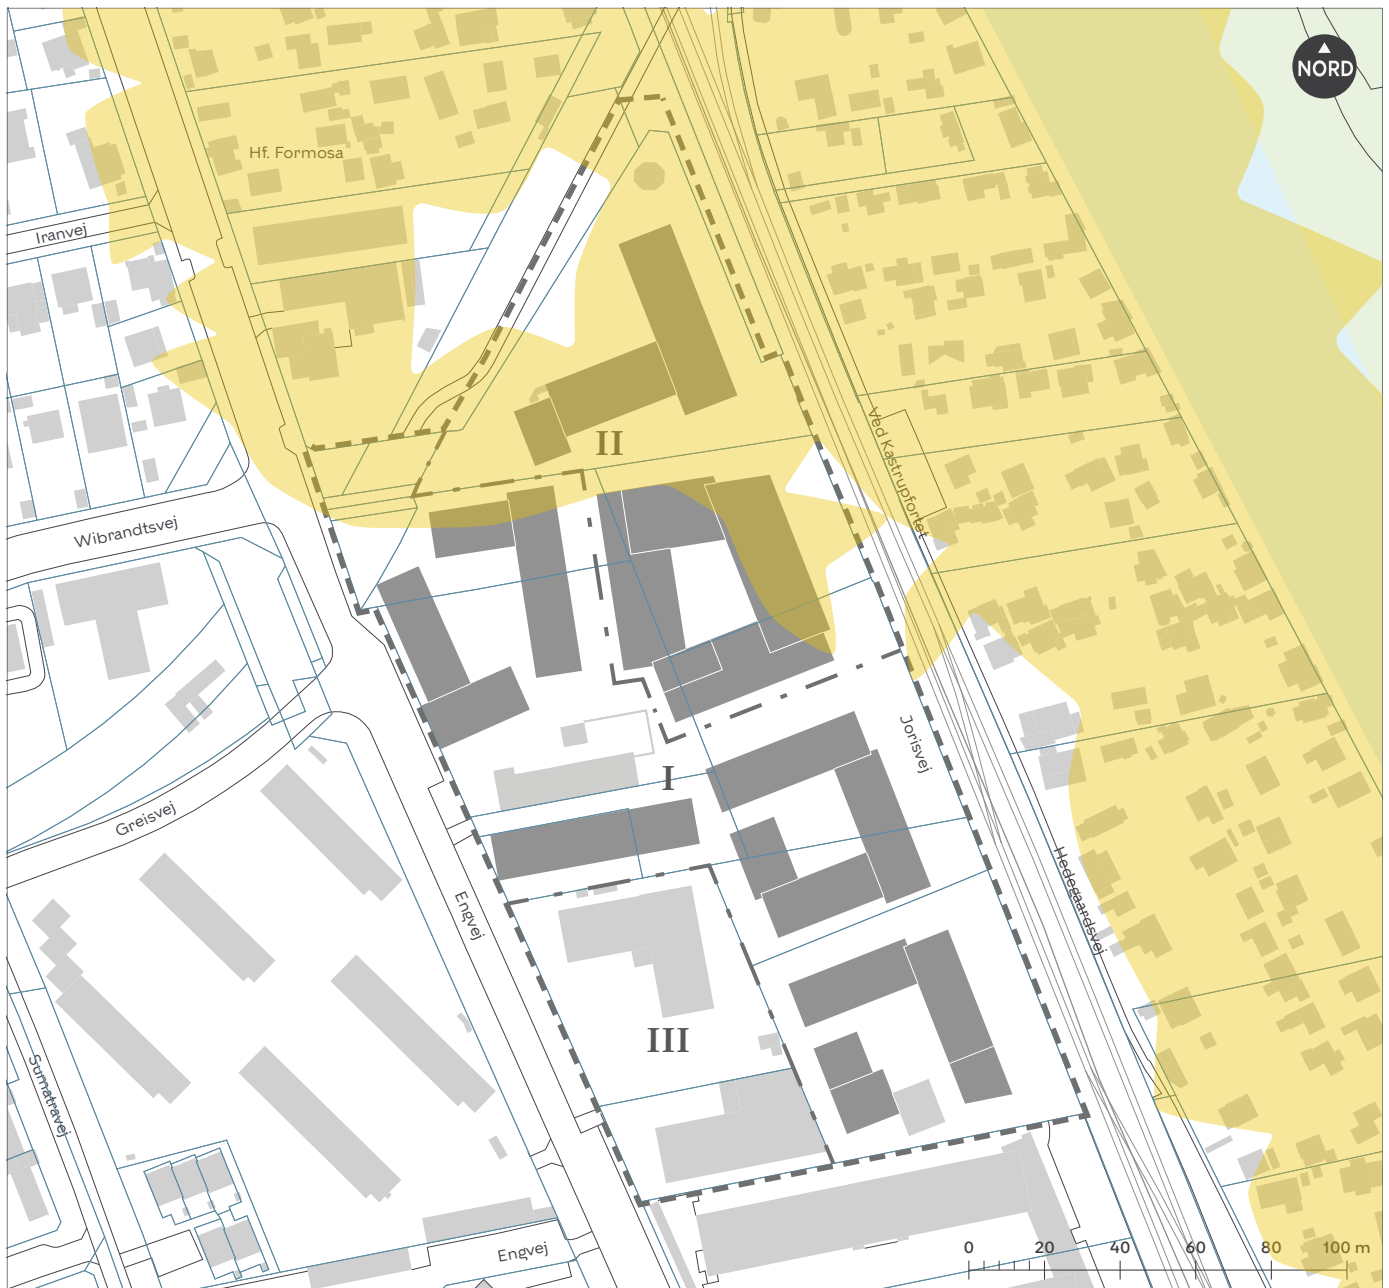 NORD
Hf. Formosa
Iranvej
Ved Kastrupfortet
II
Wibrandtsvej
Jorisvej
I
Greisvej
Hedegaardsvej
Engvej
III
Sumatravej
Engvej
0 20 40 60 80 100 m